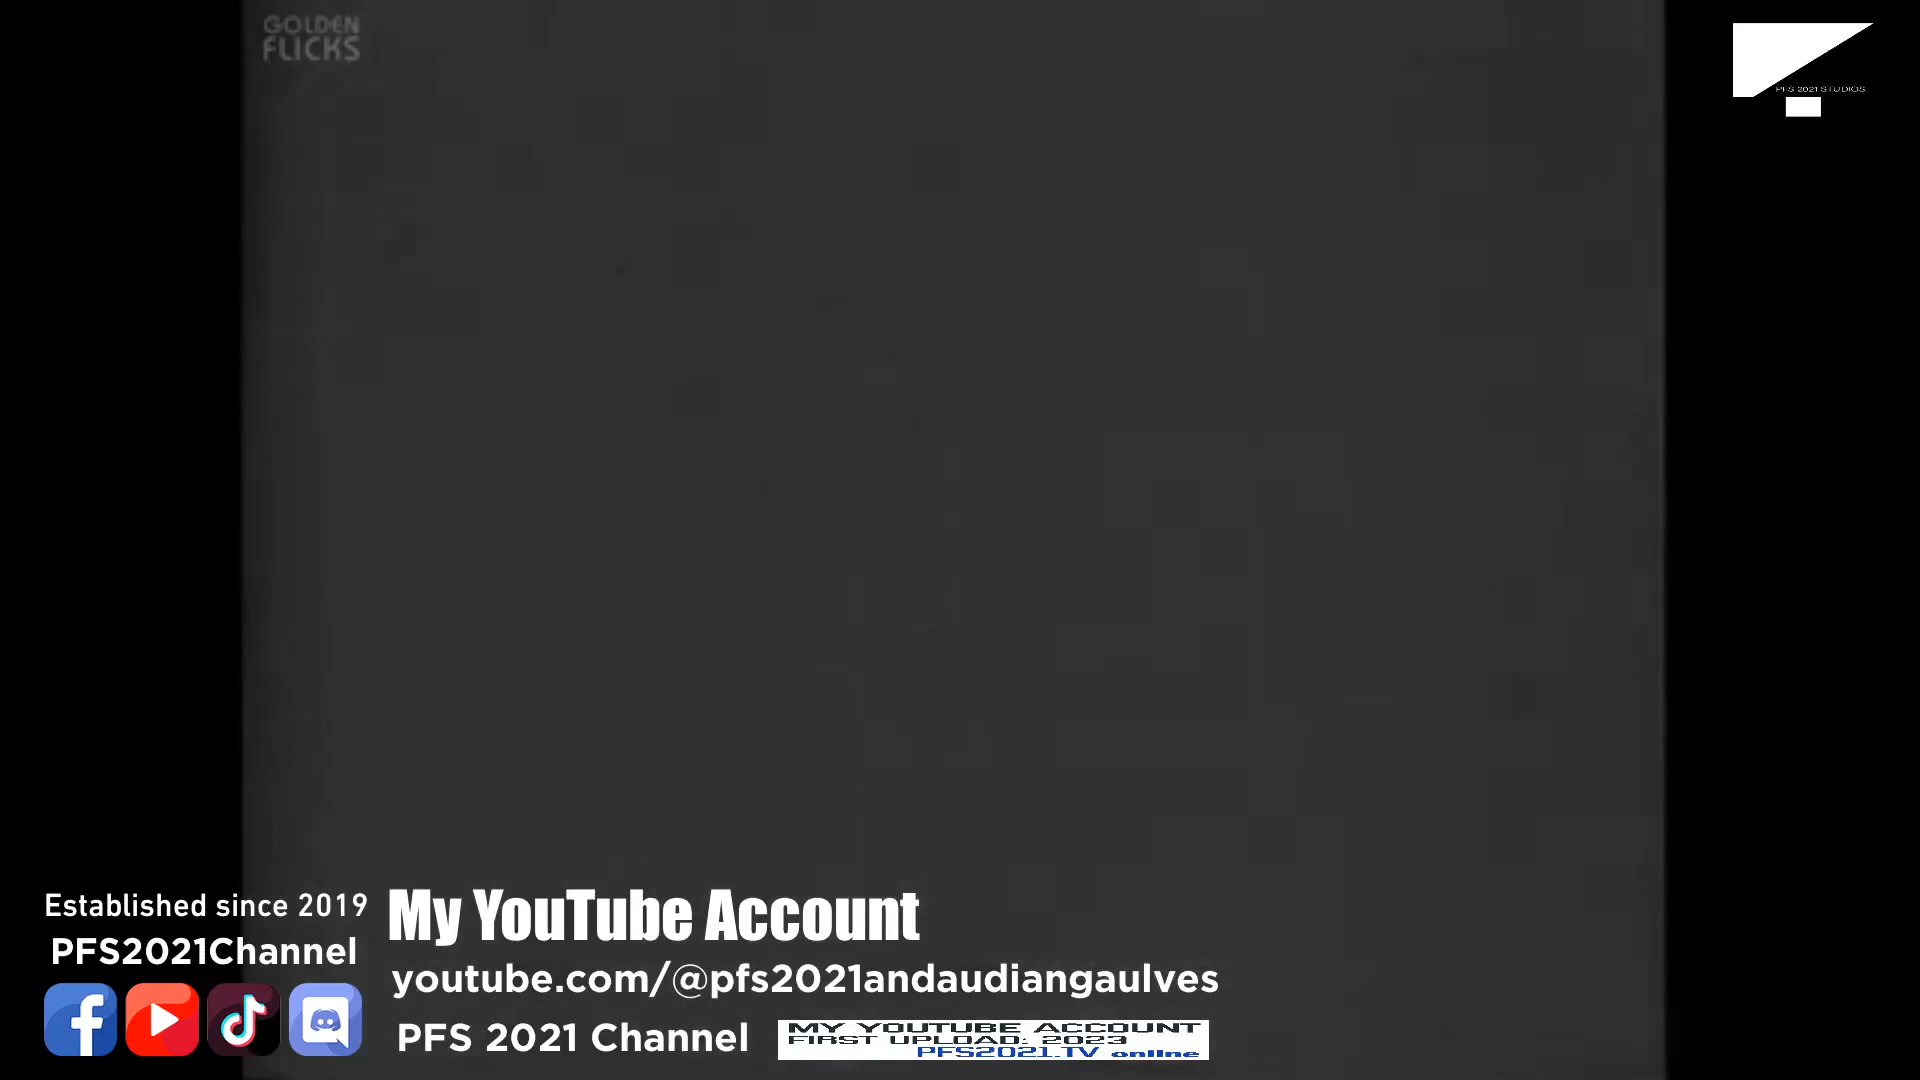 GOLDEN
FLICKS
PFS 2021 STUDIOS
Established since 2019
PFS2021Channel
My YouTube Account
youtube.com/@pfs2021andaudiangaulves
PFS 2021 Channel
MY YOUTUBE ACCOUNT
FIRST UPLOAD: 2023
PFS2021.TV online